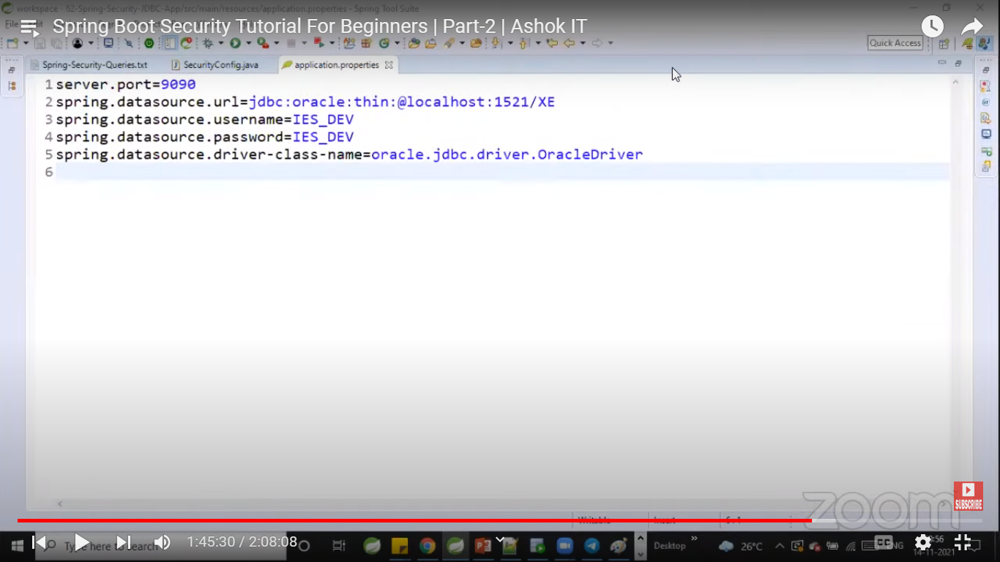 workspace - 62-Spring-Security-JDBC-App/src/main/resources/application.properties - Spring Tool Suite
Spring Boot Security Tutorial For Beginners | Part-2 | Ashok IT
Quick Access
Spring-Security-Queries.txt
SecurityConfig.java
application.properties
1 server.port=9090
2 spring.datasource.url=jdbc:oracle:thin:@localhost:1521/XE
3 spring.datasource.username=IES_DEV
4 spring.datasource.password=IES_DEV
5 spring.datasource.driver-class-name=oracle.jdbc.driver.OracleDriver
6
zoom
SUBSCRIBE
Writable
Insert
6 : 1
Type here to search
1:45:30 / 2:08:08
Desktop
26°C
CC
ENG
14-11-2021